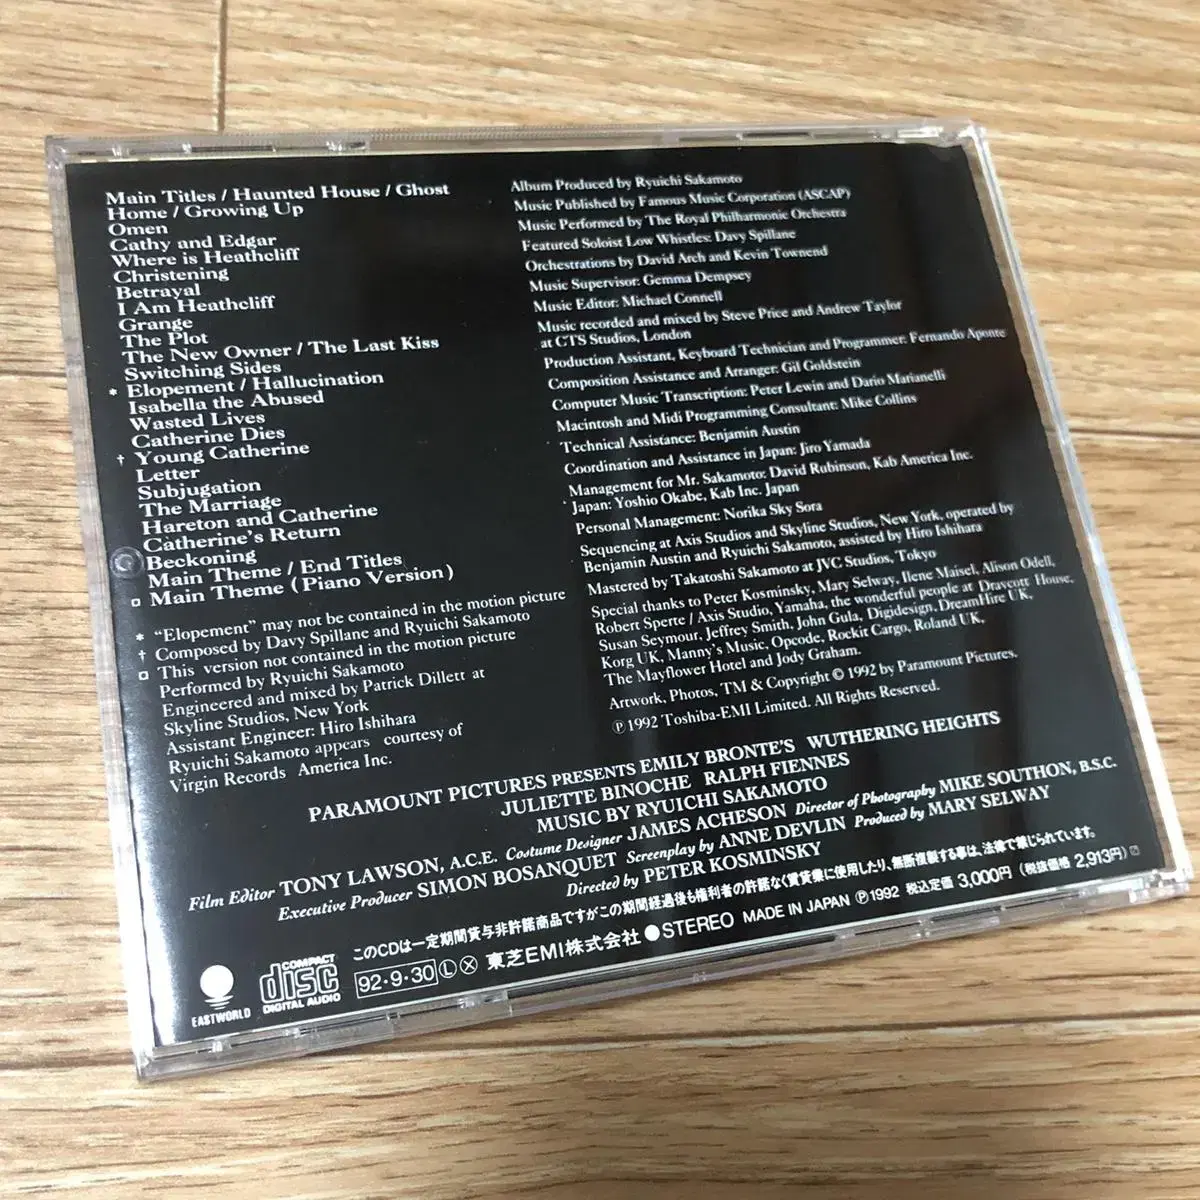 Main Titles / Haunted House / Ghost
Home / Growing Up
Omen
Cathy and Edgar
Where is Heathcliff
Christening
Betrayal
I Am Heathcliff
Grange
The Plot
The New Owner / The Last Kiss
Switching Sides
* Elopement / Hallucination
Isabella the Abused
Wasted Lives
Catherine Dies
† Young Catherine
Letter
Subjugation
The Marriage
Hareton and Catherine
Catherine's Return
Beckoning
Main Theme / End Titles
□ Main Theme (Piano Version)
* "Elopement" may not be contained in the motion picture
† Composed by Davy Spillane and Ryuichi Sakamoto
□ This version not contained in the motion picture
Performed by Ryuichi Sakamoto
Engineered and mixed by Patrick Dillett at
Skyline Studios, New York
Assistant Engineer: Hiro Ishihara
Ryuichi Sakamoto appears courtesy of
Virgin Records America Inc.
Album Produced by Ryuichi Sakamoto
Music Published by Famous Music Corporation (ASCAP)
Music Performed by The Royal Philharmonic Orchestra
Featured Soloist Low Whistles: Davy Spillane
Orchestrations by David Arch and Kevin Townend
Music Supervisor: Gemma Dempsey
Music Editor: Michael Connell
Music recorded and mixed by Steve Price and Andrew Taylor
at CTS Studios, London
Production Assistant, Keyboard Technician and Programmer: Fernando Aponte
Composition Assistance and Arranger: Gil Goldstein
Computer Music Transcription: Peter Lewin and Dario Marianelli
Macintosh and Midi Programming Consultant: Mike Collins
Technical Assistance: Benjamin Austin
Coordination and Assistance in Japan: Jiro Yamada
Management for Mr. Sakamoto: David Rubinson, Kab America Inc.
Japan: Yoshio Okabe, Kab Inc. Japan
Personal Management: Norika Sky Sora
Sequencing at Axis Studios and Skyline Studios, New York, operated by
Benjamin Austin and Ryuichi Sakamoto, assisted by Hiro Ishihara
Mastered by Takatoshi Sakamoto at JVC Studios, Tokyo
Special thanks to Peter Kosminsky, Mary Selway, Ilene Maisel, Alison Odell,
Robert Sperte / Axis Studio, Yamaha, the wonderful people at Draycott House,
Susan Seymour, Jeffrey Smith, John Gula, Digidesign, DreamHire UK,
Korg UK, Manny's Music, Opcode, Rockit Cargo, Roland UK,
The Mayflower Hotel and Jody Graham.
Artwork, Photos, TM & Copyright © 1992 by Paramount Pictures.
Ⓟ1992 Toshiba-EMI Limited. All Rights Reserved.
PARAMOUNT PICTURES PRESENTS EMILY BRONTE'S WUTHERING HEIGHTS
JULIETTE BINOCHE RALPH FIENNES
MUSIC BY RYUICHI SAKAMOTO
Film Editor TONY LAWSON, A.C.E. Costume Designer JAMES ACHESON Director of Photography MIKE SOUTHON, B.S.C.
Executive Producer SIMON BOSANQUET Screenplay by ANNE DEVLIN Produced by MARY SELWAY
Directed by PETER KOSMINSKY
このCDは一定期間貸与非許諾商品ですがこの期間経過後も権利者の許諾なく賃貸業に使用したり、無断複製する事は、法律で禁じられています。
EASTWORLD
COMPACT disc DIGITAL AUDIO
92・9・30 Ⓛ Ⓧ 東芝EMI株式会社 ●STEREO MADE IN JAPAN Ⓟ1992 税込定価 3,000円 (税抜価格 2,913円)